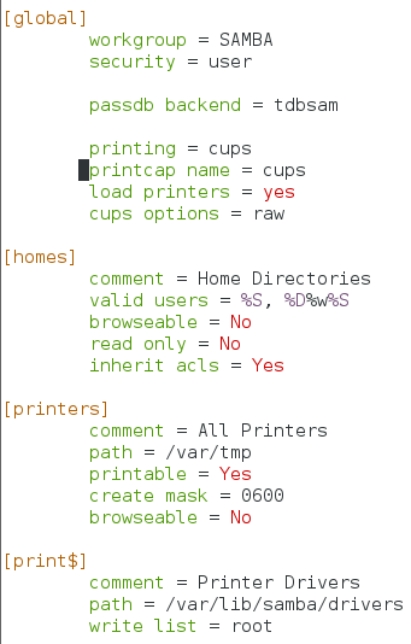 [global]
workgroup = SAMBA
security = user
passdb backend = tdbsam
printing = cups
printcap name = cups
load printers = yes
cups options = raw
[homes]
comment = Home Directories
valid users = %S, %D%w%S
browseable = No
read only = No
inherit acls = Yes
[printers]
comment = All Printers
path = /var/tmp
printable = Yes
create mask = 0600
browseable = No
[print$]
comment = Printer Drivers
path = /var/lib/samba/drivers
write list = root